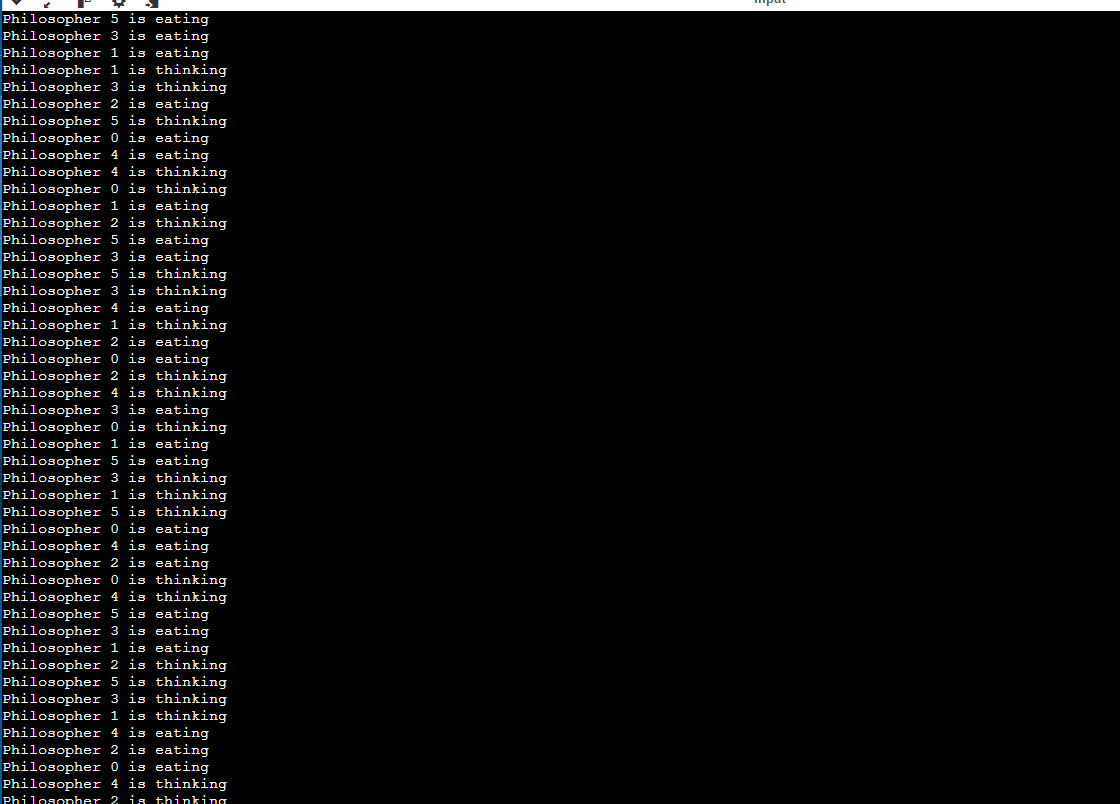 input
Philosopher 5 is eating
Philosopher 3 is eating
Philosopher 1 is eating
Philosopher 1 is thinking
Philosopher 3 is thinking
Philosopher 2 is eating
Philosopher 5 is thinking
Philosopher 0 is eating
Philosopher 4 is eating
Philosopher 4 is thinking
Philosopher 0 is thinking
Philosopher 1 is eating
Philosopher 2 is thinking
Philosopher 5 is eating
Philosopher 3 is eating
Philosopher 5 is thinking
Philosopher 3 is thinking
Philosopher 4 is eating
Philosopher 1 is thinking
Philosopher 2 is eating
Philosopher 0 is eating
Philosopher 2 is thinking
Philosopher 4 is thinking
Philosopher 3 is eating
Philosopher 0 is thinking
Philosopher 1 is eating
Philosopher 5 is eating
Philosopher 3 is thinking
Philosopher 1 is thinking
Philosopher 5 is thinking
Philosopher 0 is eating
Philosopher 4 is eating
Philosopher 2 is eating
Philosopher 0 is thinking
Philosopher 4 is thinking
Philosopher 5 is eating
Philosopher 3 is eating
Philosopher 1 is eating
Philosopher 2 is thinking
Philosopher 5 is thinking
Philosopher 3 is thinking
Philosopher 1 is thinking
Philosopher 4 is eating
Philosopher 2 is eating
Philosopher 0 is eating
Philosopher 4 is thinking
Philosopher 2 is thinking